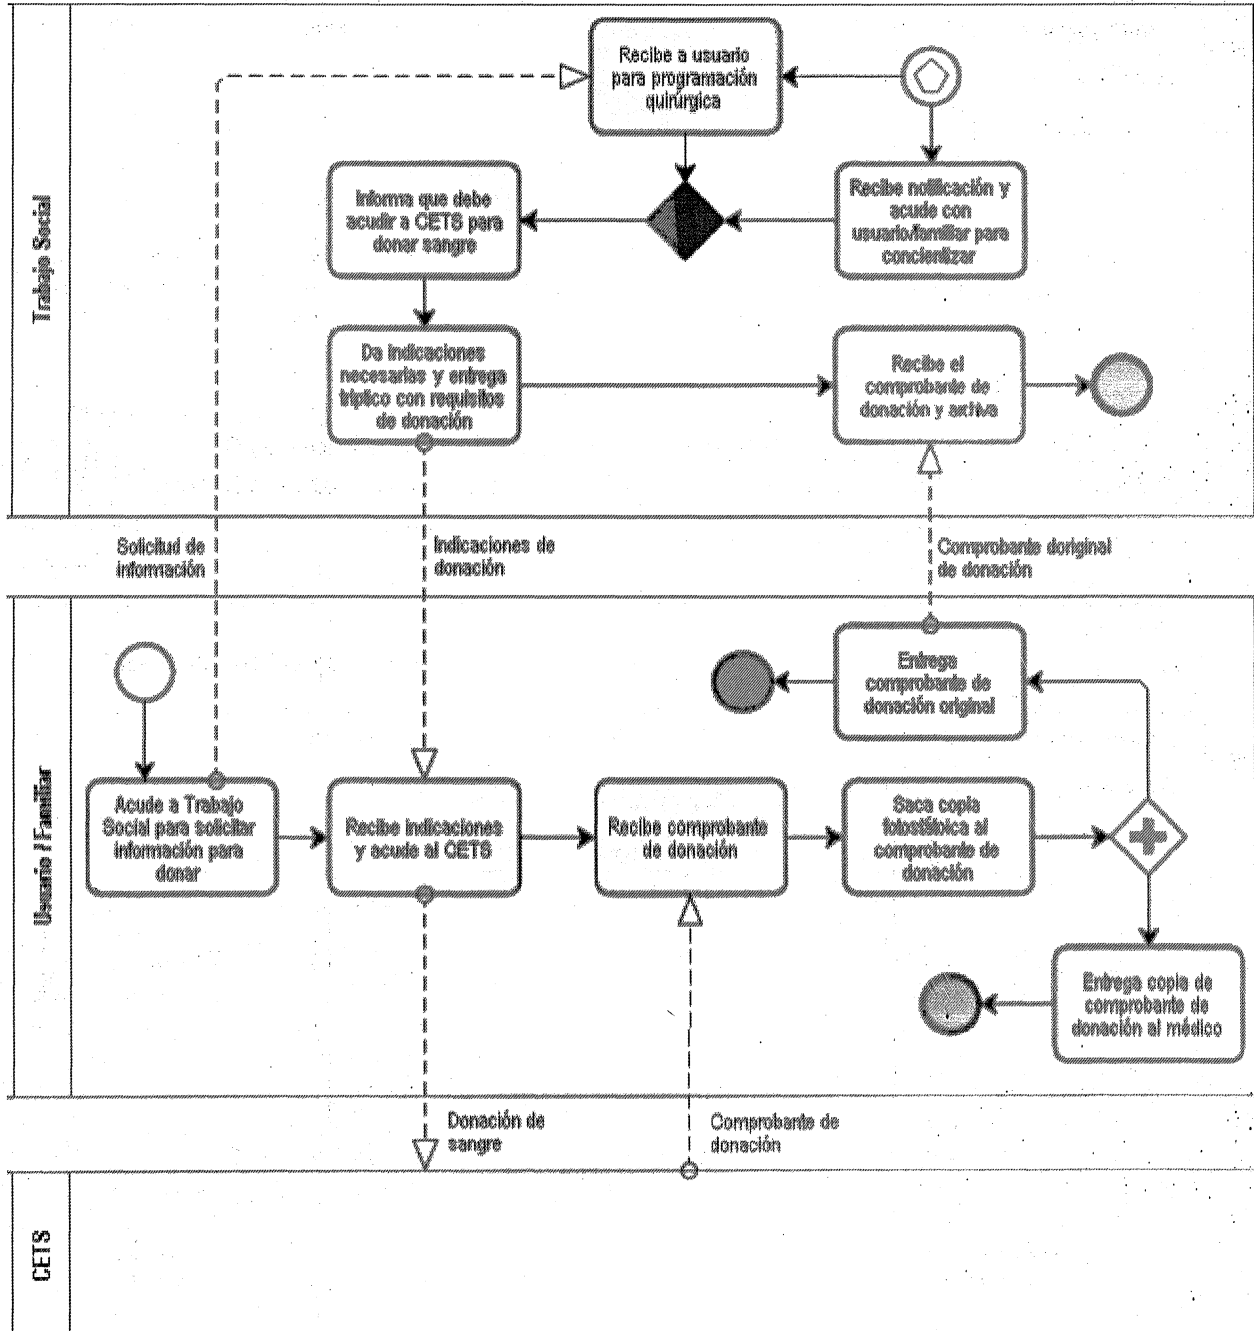 Trabajo Social
Recibe a usuario
para programación
quirúrgica
Informa que debe
acudir a CETS para
donar sangre
Recibe notificación y
acude con
usuario/familiar para
concientizar
Da indicaciones
necesarias y entrega
tríptico con requisitos
de donación
Recibe el
comprobante de
donación y archiva
Solicitud de
información
Indicaciones de
donación
Comprobante doriginal
de donación
Usuario / Familiar
Entrega
comprobante de
donación original
Acude a Trabajo
Social para solicitar
información para
donar
Recibe indicaciones
y acude al CETS
Recibe comprobante
de donación
Saca copia
fotostátoica al
comprobante de
donación
Entrega copia de
comprobante de
donación al médico
Donación de
sangre
Comprobante de
donación
CETS